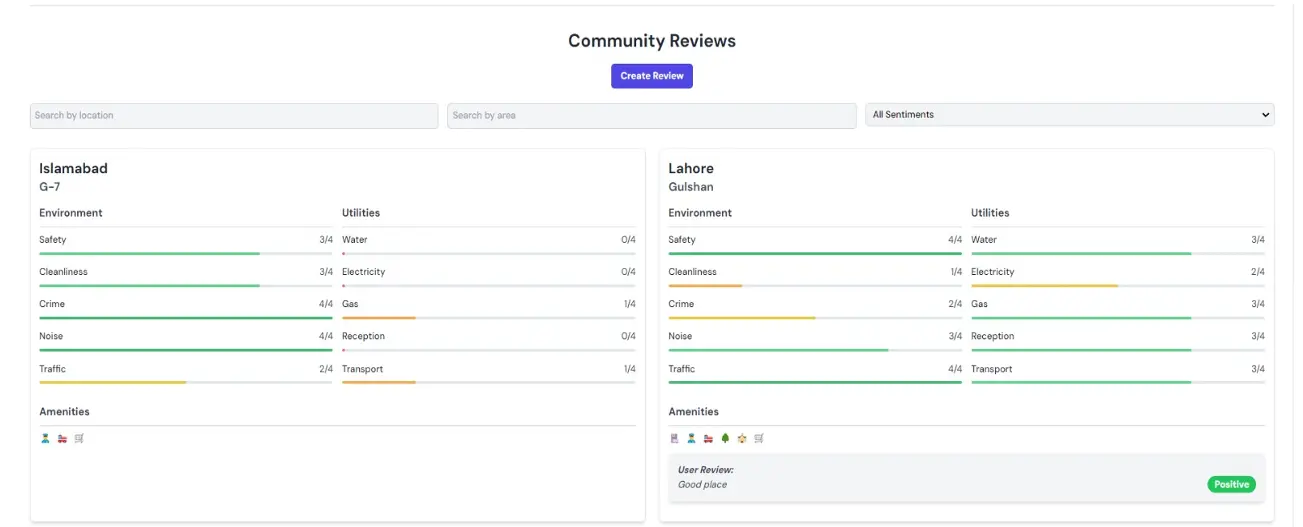 Community Reviews
Create Review
Search by location
Search by area
All Sentiments
Islamabad
G-7
Environment
Utilities
Safety 3/4
Water 0/4
Cleanliness 3/4
Electricity 0/4
Crime 4/4
Gas 1/4
Noise 4/4
Reception 0/4
Traffic 2/4
Transport 1/4
Amenities
Lahore
Gulshan
Environment
Utilities
Safety 4/4
Water 3/4
Cleanliness 1/4
Electricity 2/4
Crime 2/4
Gas 3/4
Noise 3/4
Reception 3/4
Traffic 4/4
Transport 3/4
Amenities
User Review:
Good place
Positive